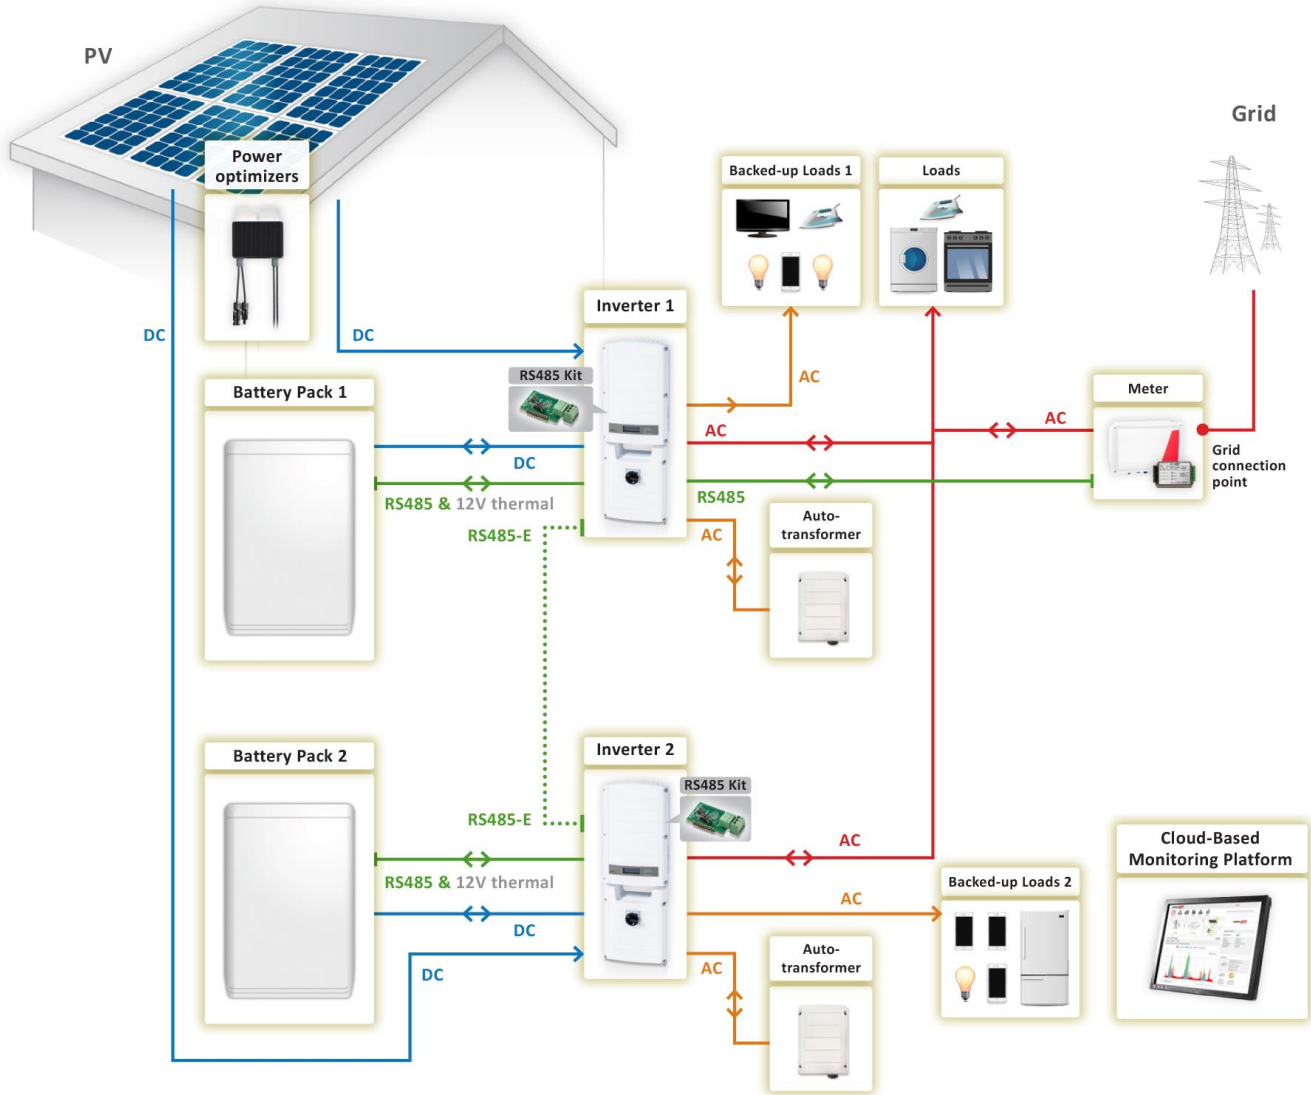 PV
Grid
Power
optimizers
Backed-up Loads 1
Loads
Inverter 1
DC
DC
RS485 Kit
AC
Battery Pack 1
Meter
AC
AC
Grid
connection
point
DC
RS485 & 12V thermal
RS485
RS485-E
AC
Auto-
transformer
Battery Pack 2
Inverter 2
RS485 Kit
RS485-E
AC
Cloud-Based
Monitoring Platform
RS485 & 12V thermal
Backed-up Loads 2
AC
DC
AC
Auto-
transformer
DC